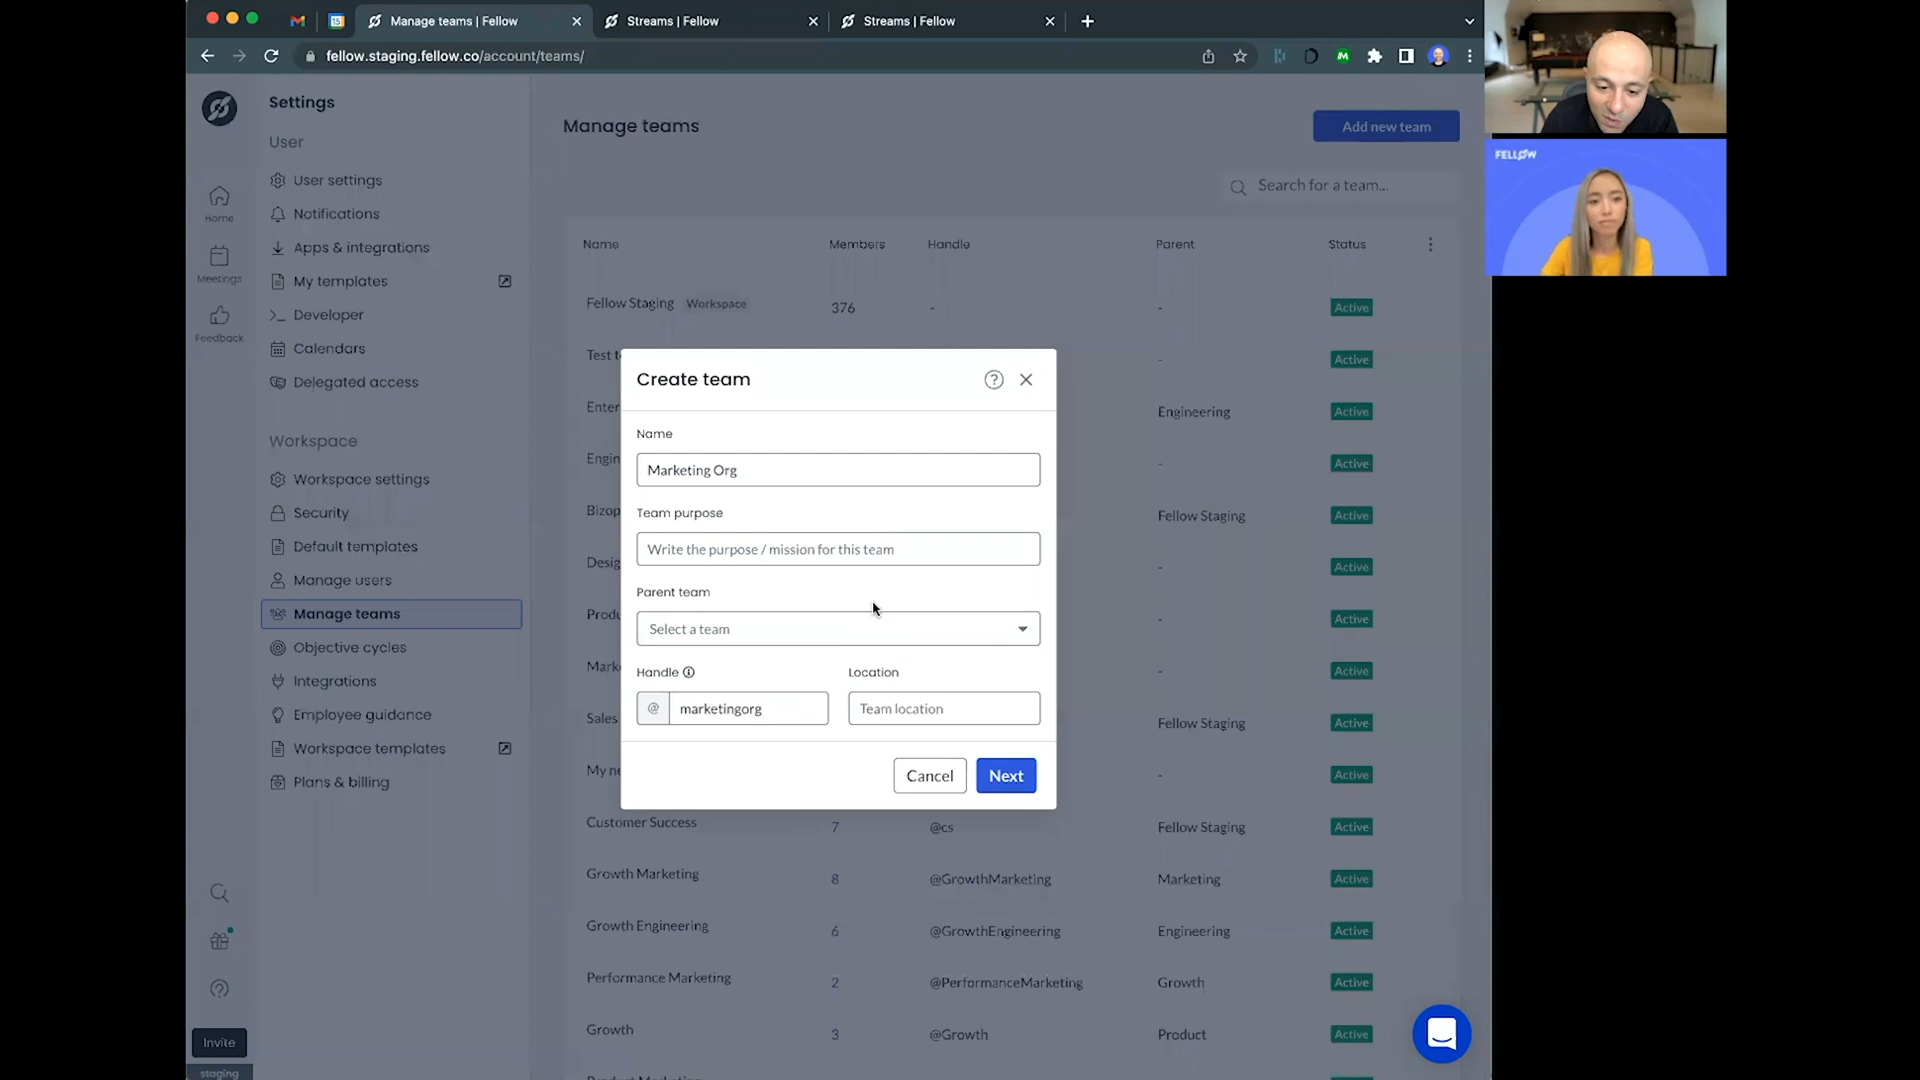 15
Manage teams | Fellow
Streams | Fellow
Streams | Fellow
fellow.staging.fellow.co/account/teams/
FELLOW
Home
Meetings
Feedback
Invite
staging
Settings
User
User settings
Notifications
Apps & integrations
My templates
Developer
Calendars
Delegated access
Workspace
Workspace settings
Security
Default templates
Manage users
Manage teams
Objective cycles
Integrations
Employee guidance
Workspace templates
Plans & billing
Manage teams
Add new team
Search for a team...
Name Members Handle Parent Status
Fellow Staging Workspace 376 - - Active
Test t - Active
Enter Engineering Active
Engin - Active
Bizop Fellow Staging Active
Desig - Active
Produ - Active
Mark - Active
Sales Fellow Staging Active
My ne - Active
Customer Success 7 @cs Fellow Staging Active
Growth Marketing 8 @GrowthMarketing Marketing Active
Growth Engineering 6 @GrowthEngineering Engineering Active
Performance Marketing 2 @PerformanceMarketing Growth Active
Growth 3 @Growth Product Active
Create team
Name
Marketing Org
Team purpose
Write the purpose / mission for this team
Parent team
Select a team
Handle Location
@ marketingorg Team location
Cancel Next